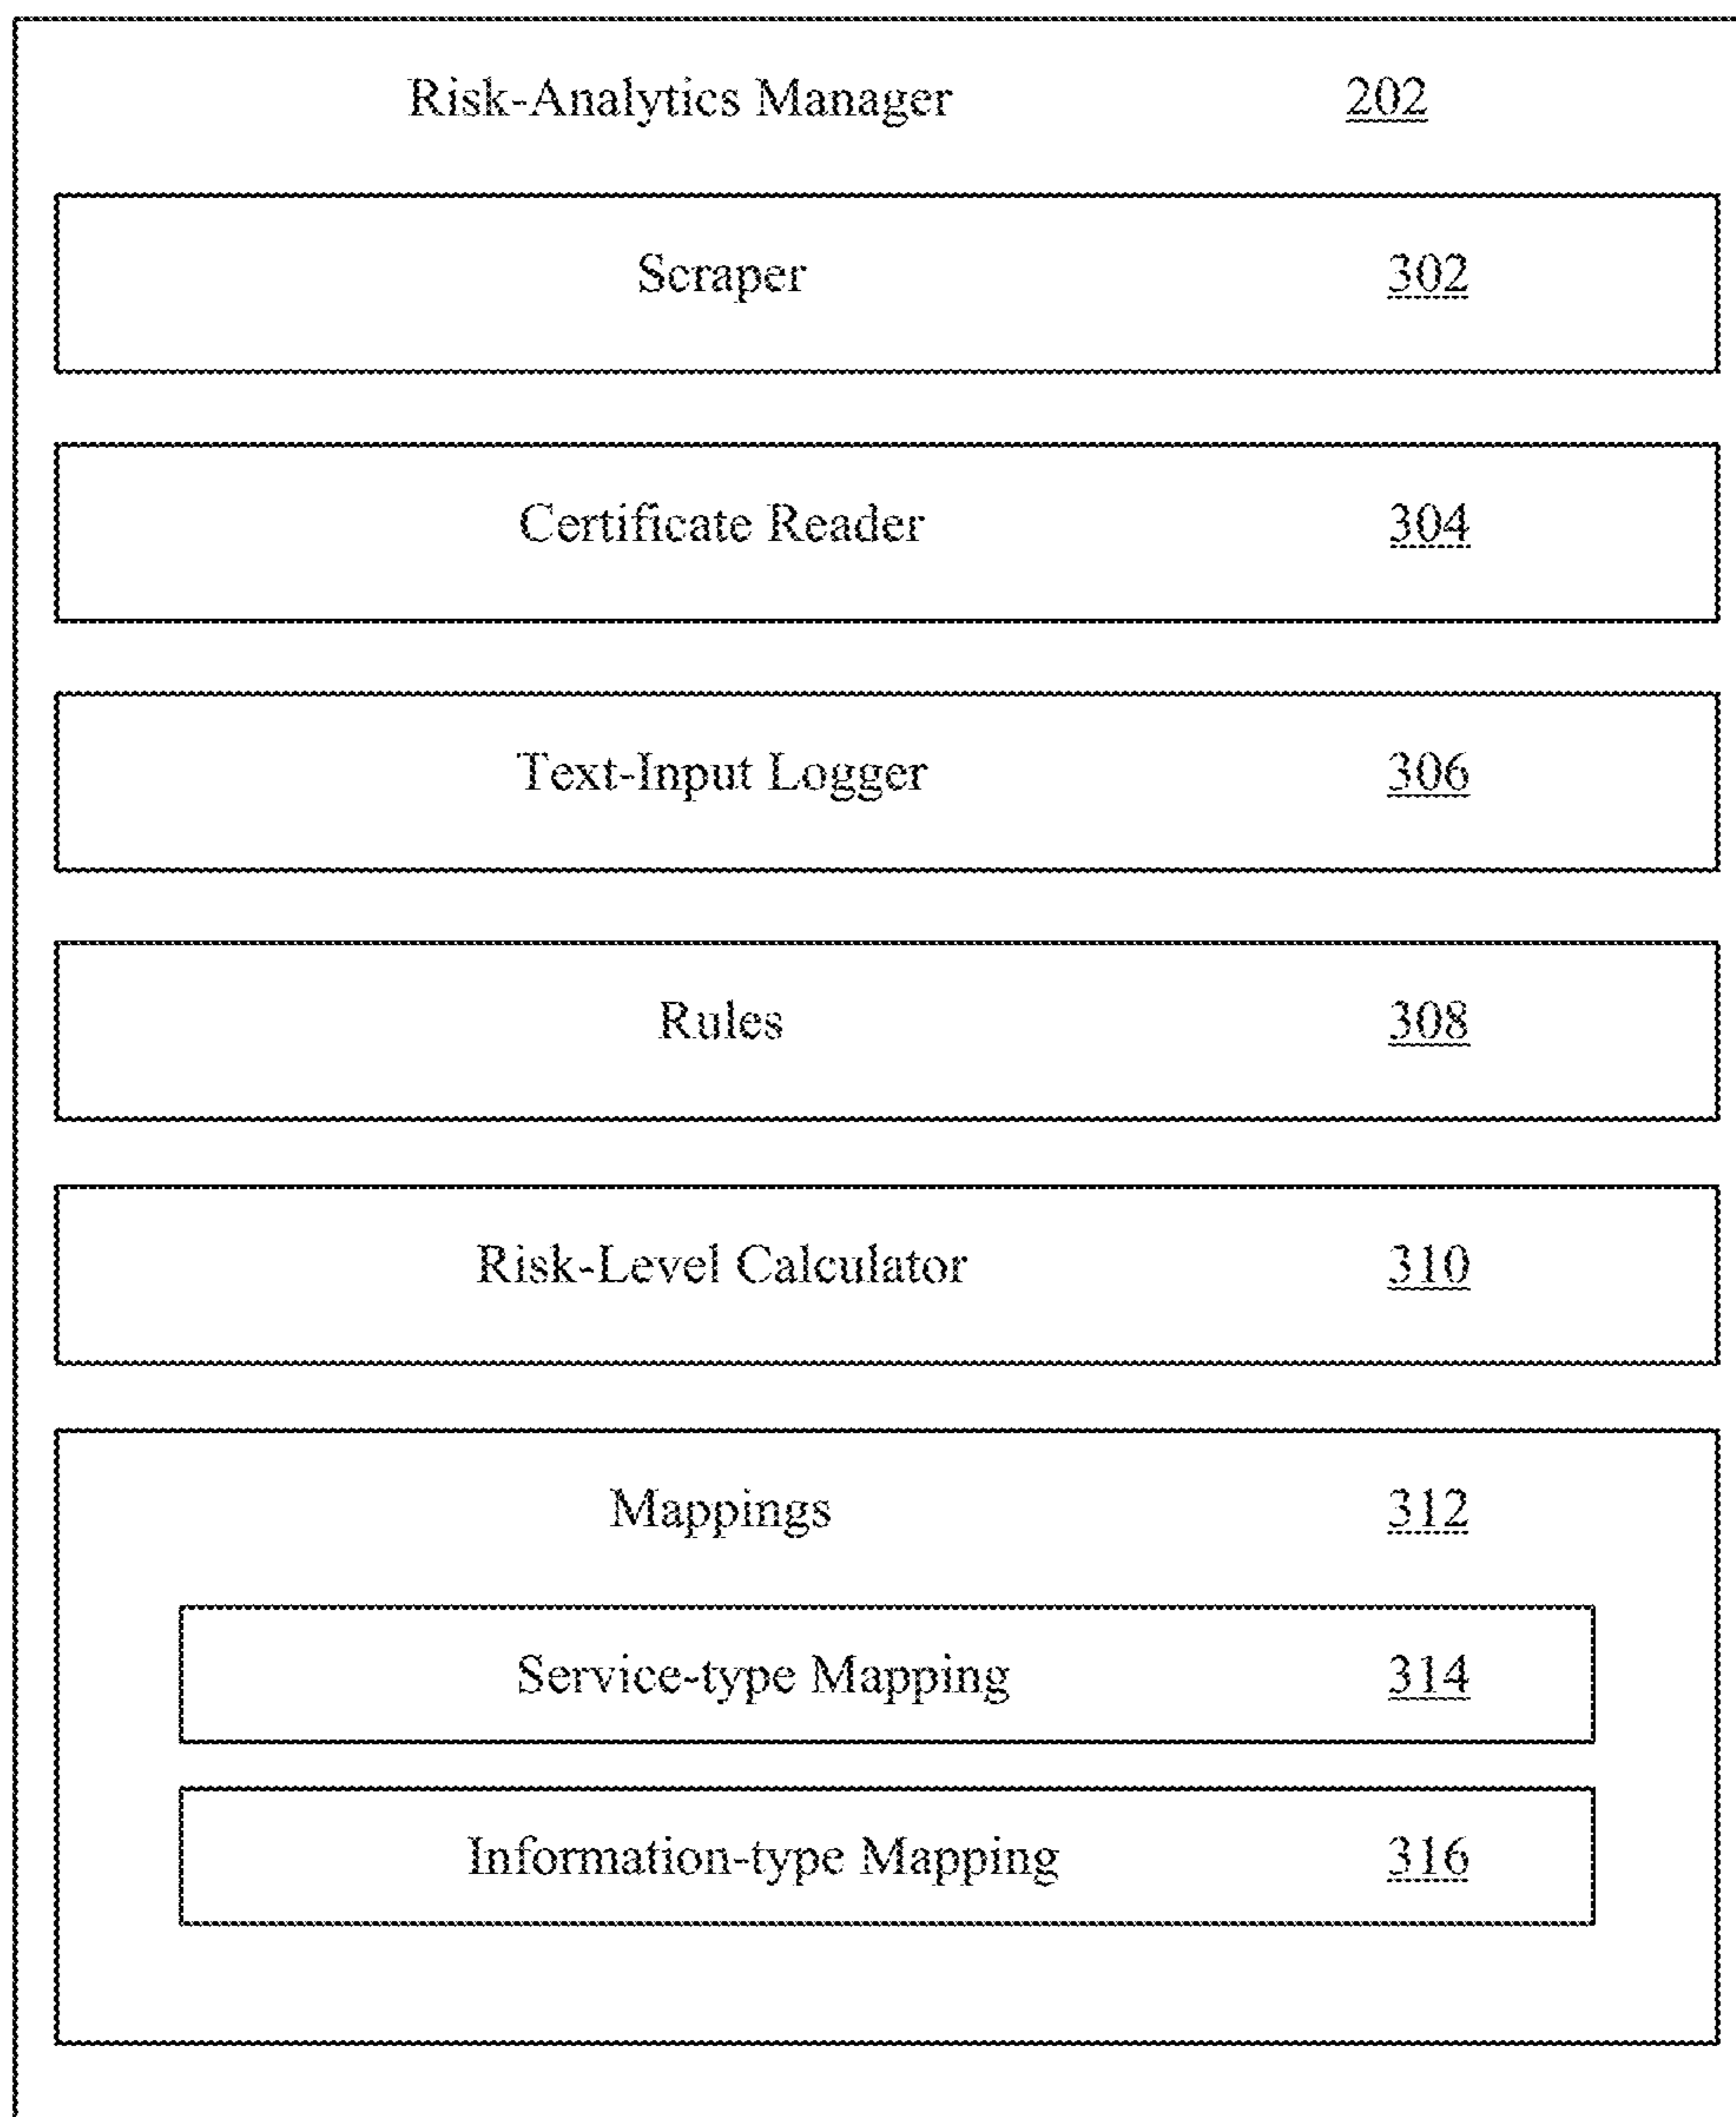 Risk-Analytics Manager 202
Scraper 302
Certificate Reader 304
Text-Input Logger 306
Rules 308
Risk-Level Calculator 310
Mappings 312
Service-type Mapping 314
Information-type Mapping 316